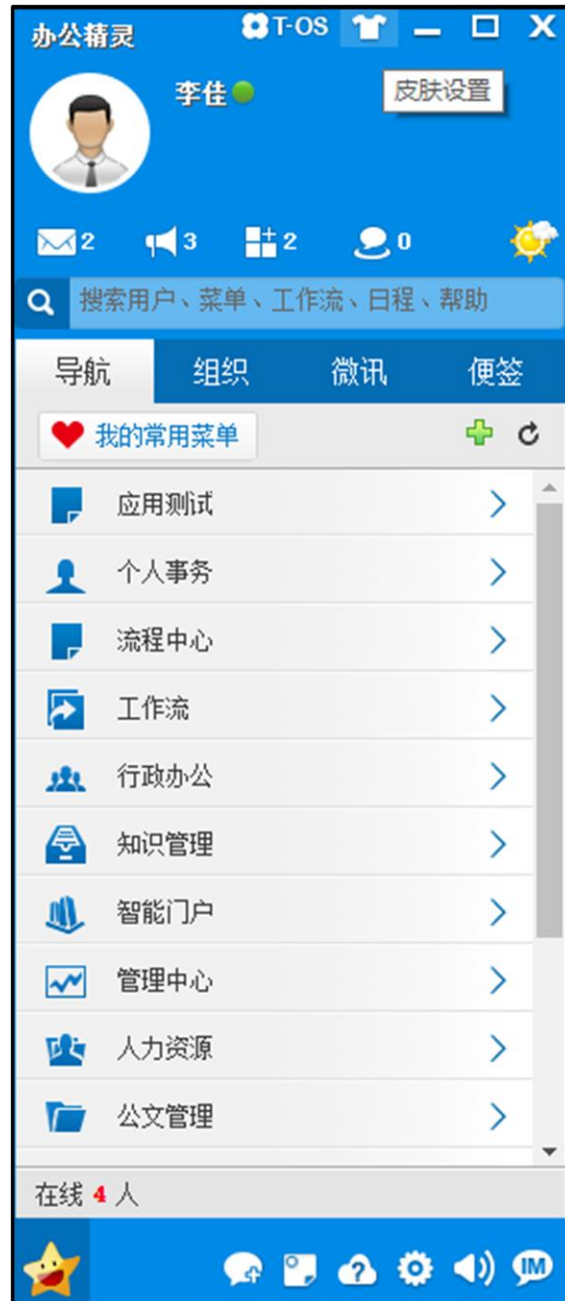 办公精灵 T-OS
李佳 皮肤设置
2 3 2 0
搜索用户、菜单、工作流、日程、帮助
导航 组织 微讯 便签
我的常用菜单
应用测试
个人事务
流程中心
工作流
行政办公
知识管理
智能门户
管理中心
人力资源
公文管理
在线 4 人
IM